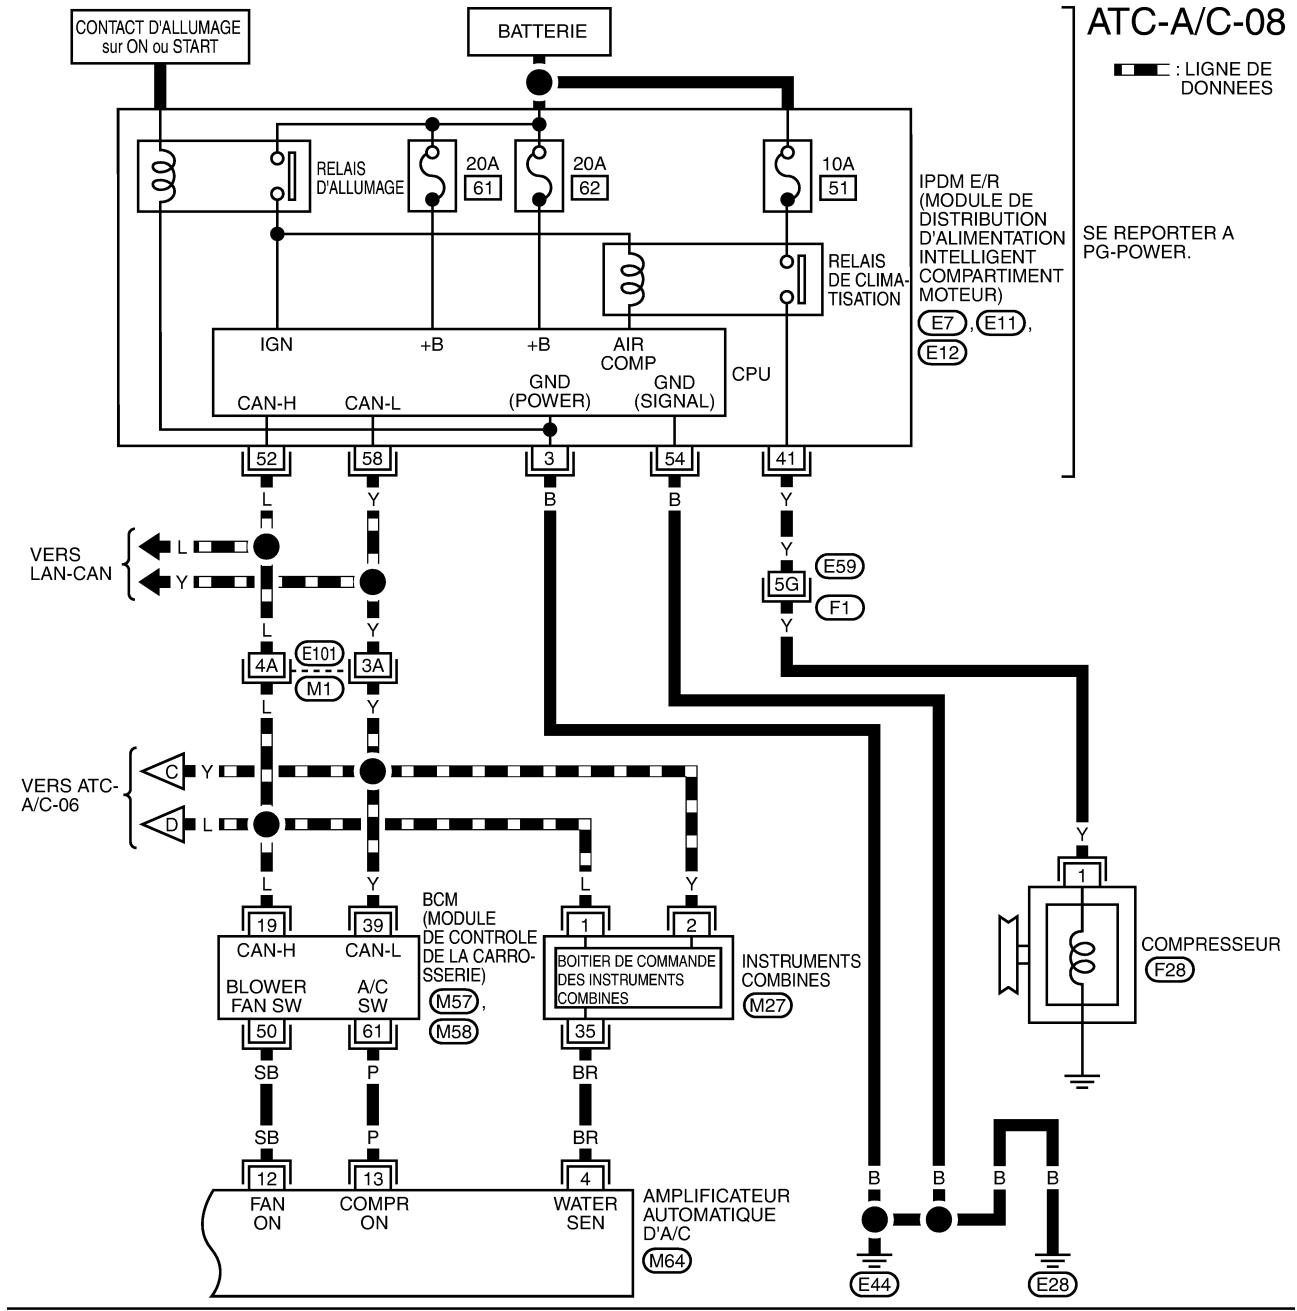 CONTACT D'ALLUMAGE
sur ON ou START
BATTERIE
ATC-A/C-08
: LIGNE DE
DONNEES
RELAIS
D'ALLUMAGE
20A
61
20A
62
10A
51
IPDM E/R
(MODULE DE
DISTRIBUTION
D'ALIMENTATION
INTELLIGENT
COMPARTIMENT
MOTEUR)
E7 , E11 ,
E12
SE REPORTER A
PG-POWER.
RELAIS
DE CLIMA-
TISATION
IGN
+B
+B
AIR
COMP
CPU
CAN-H
CAN-L
GND
(POWER)
GND
(SIGNAL)
52
58
3
54
41
L
Y
B
B
Y
VERS
LAN-CAN
L
Y
Y
5G
E59
F1
Y
L
Y
4A
E101
M1
3A
L
Y
VERS ATC-
A/C-06
C
Y
D
L
L
Y
L
Y
Y
19
39
1
2
1
CAN-H
CAN-L
BLOWER
FAN SW
A/C
SW
BCM
(MODULE
DE CONTROLE
DE LA CARRO-
SSERIE)
M57 ,
M58
BOITIER DE COMMANDE
DES INSTRUMENTS
COMBINES
INSTRUMENTS
COMBINES
M27
COMPRESSEUR
F28
50
61
35
SB
P
BR
SB
P
BR
12
13
4
FAN
ON
COMPR
ON
WATER
SEN
AMPLIFICATEUR
AUTOMATIQUE
D'A/C
M64
B
B
B
B
E44
E28